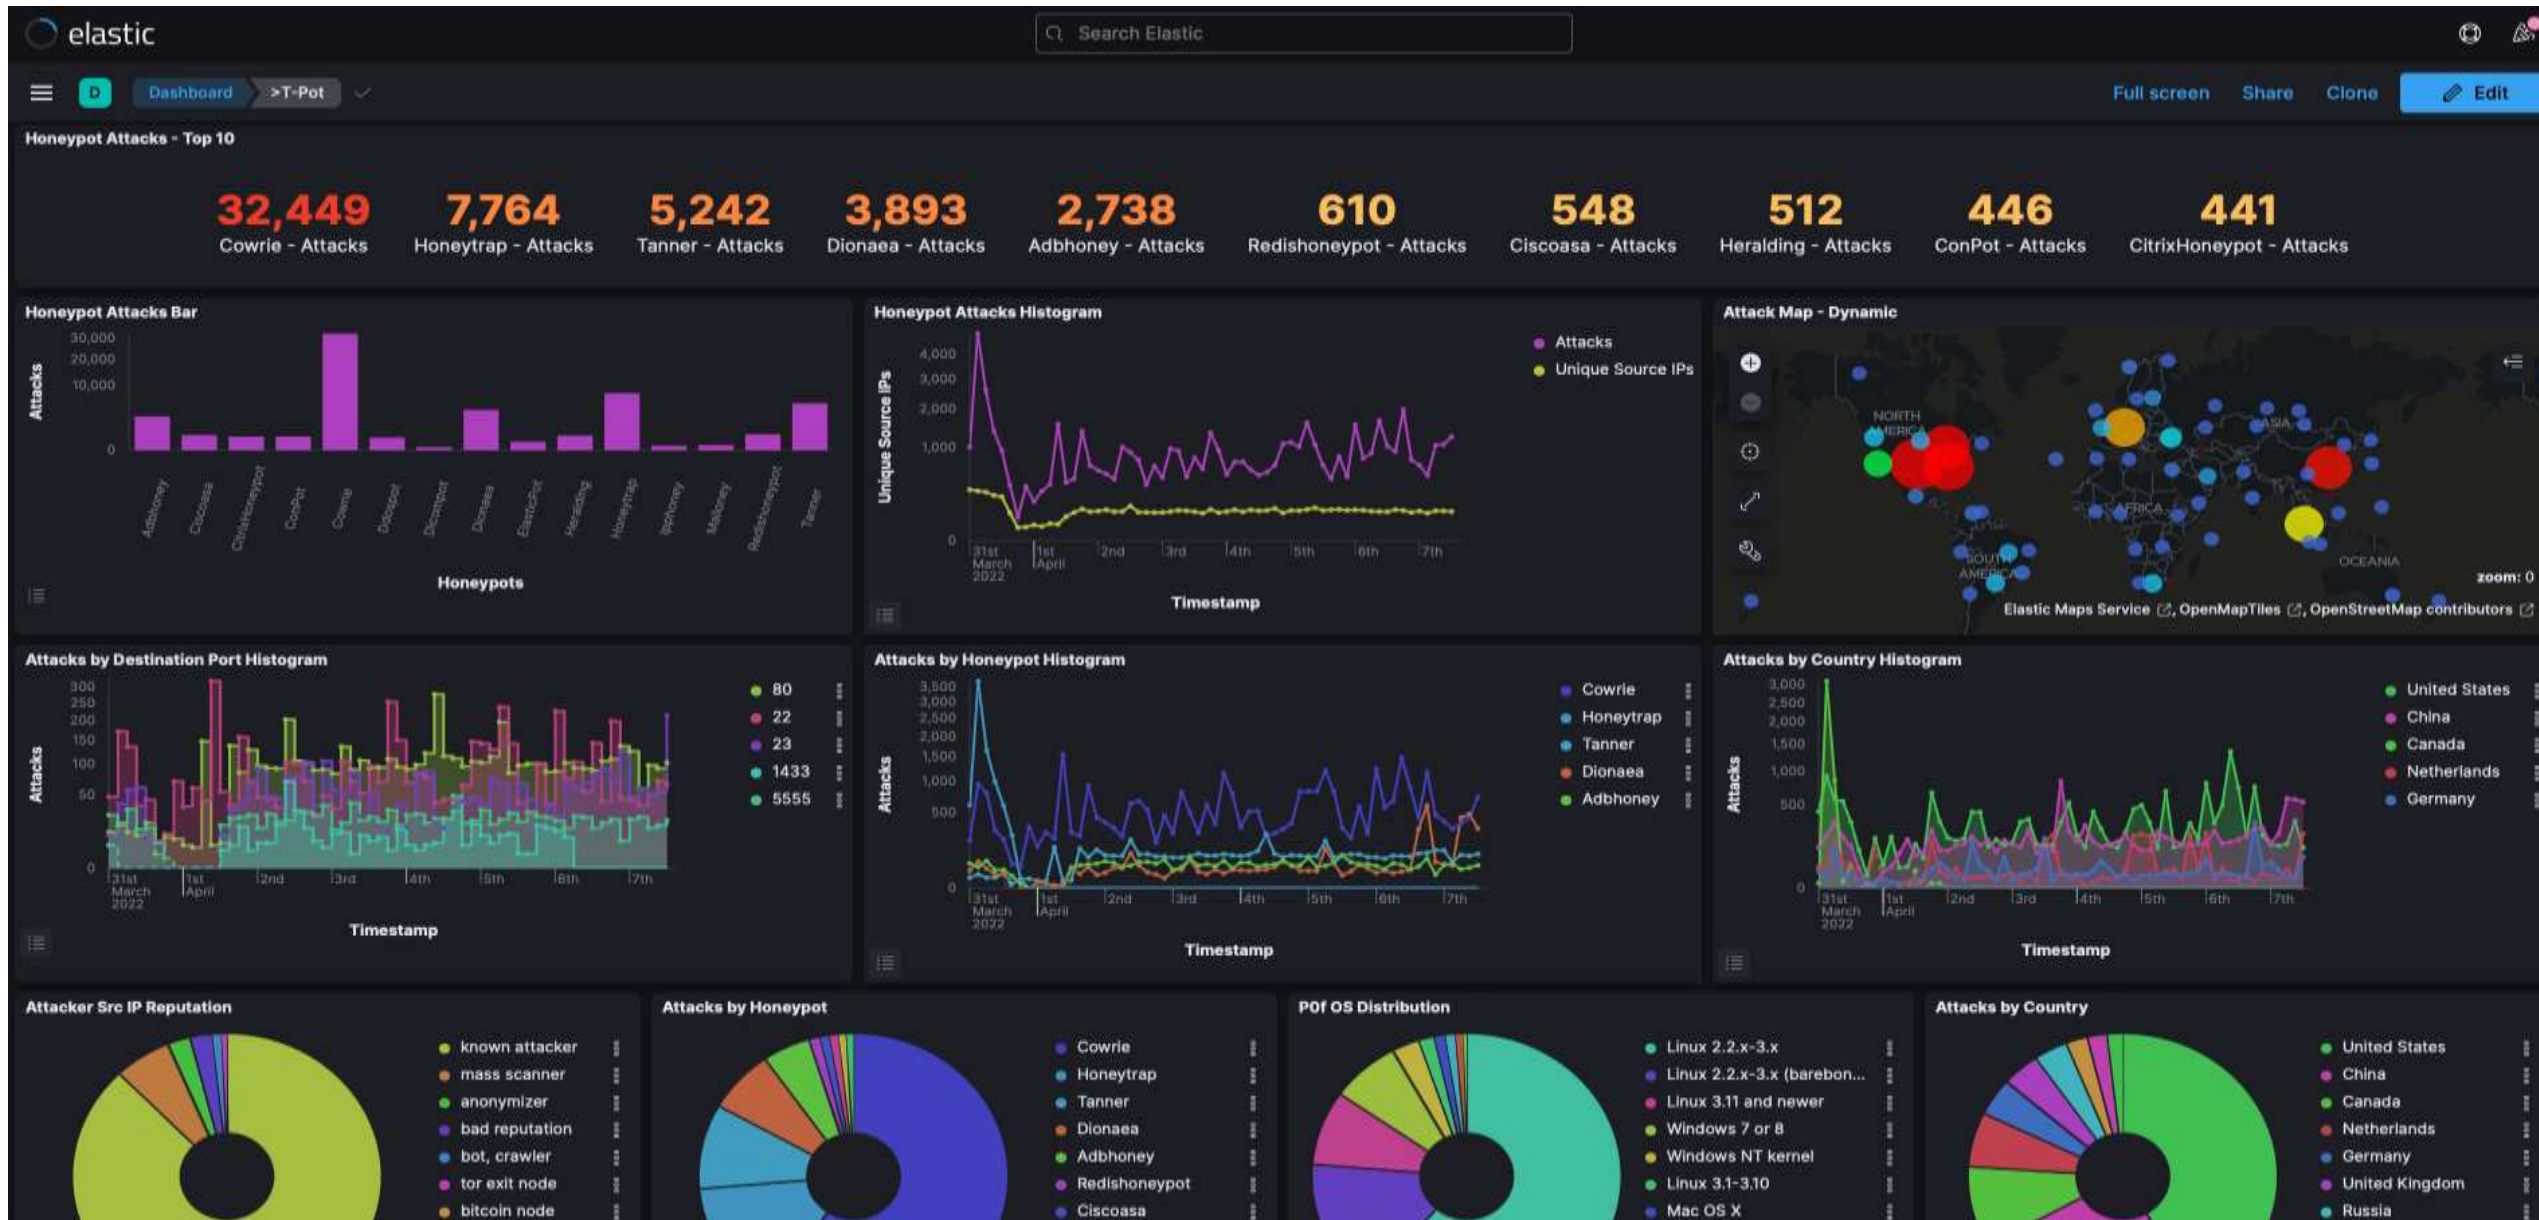 elastic
Search Elastic
D
Dashboard
>T-Pot
Full screen
Share
Clone
Edit
Honeypot Attacks - Top 10
32,449
7,764
5,242
3,893
2,738
610
548
512
446
441
Cowrie - Attacks
Honeytrap - Attacks
Tanner - Attacks
Dionaea - Attacks
Adbhoney - Attacks
Redishoneypot - Attacks
Ciscoasa - Attacks
Heralding - Attacks
ConPot - Attacks
CitrixHoneypot - Attacks
Honeypot Attacks Bar
Attacks
30,000
20,000
10,000
0
Adbhoney
Ciscoasa
CitrixHoneypot
ConPot
Cowrie
Ddospot
Dicompot
Dionaea
ElasticPot
Heralding
Honeytrap
Ipphoney
Mailoney
Redishoneypot
Tanner
Honeypots
Honeypot Attacks Histogram
Unique Source IPs
4,000
3,000
2,000
1,000
0
31st
March
2022
1st
April
2nd
3rd
4th
5th
6th
7th
Timestamp
Attacks
Unique Source IPs
Attack Map - Dynamic
NORTH
AMERICA
ASIA
AFRICA
SOUTH
AMERICA
OCEANIA
zoom: 0
Elastic Maps Service , OpenMapTiles , OpenStreetMap contributors
Attacks by Destination Port Histogram
Attacks
300
250
200
150
100
50
0
31st
March
2022
1st
April
2nd
3rd
4th
5th
6th
7th
Timestamp
80
22
23
1433
5555
Attacks by Honeypot Histogram
Attacks
3,500
3,000
2,500
2,000
1,500
1,000
500
0
31st
March
2022
1st
April
2nd
3rd
4th
5th
6th
7th
Timestamp
Cowrie
Honeytrap
Tanner
Dionaea
Adbhoney
Attacks by Country Histogram
Attacks
3,000
2,500
2,000
1,500
1,000
500
0
31st
March
2022
1st
April
2nd
3rd
4th
5th
6th
7th
Timestamp
United States
China
Canada
Netherlands
Germany
Attacker Src IP Reputation
known attacker
mass scanner
anonymizer
bad reputation
bot, crawler
tor exit node
bitcoin node
Attacks by Honeypot
Cowrie
Honeytrap
Tanner
Dionaea
Adbhoney
Redishoneypot
Ciscoasa
P0f OS Distribution
Linux 2.2.x-3.x
Linux 2.2.x-3.x (barebon...
Linux 3.11 and newer
Windows 7 or 8
Windows NT kernel
Linux 3.1-3.10
Mac OS X
Attacks by Country
United States
China
Canada
Netherlands
Germany
United Kingdom
Russia